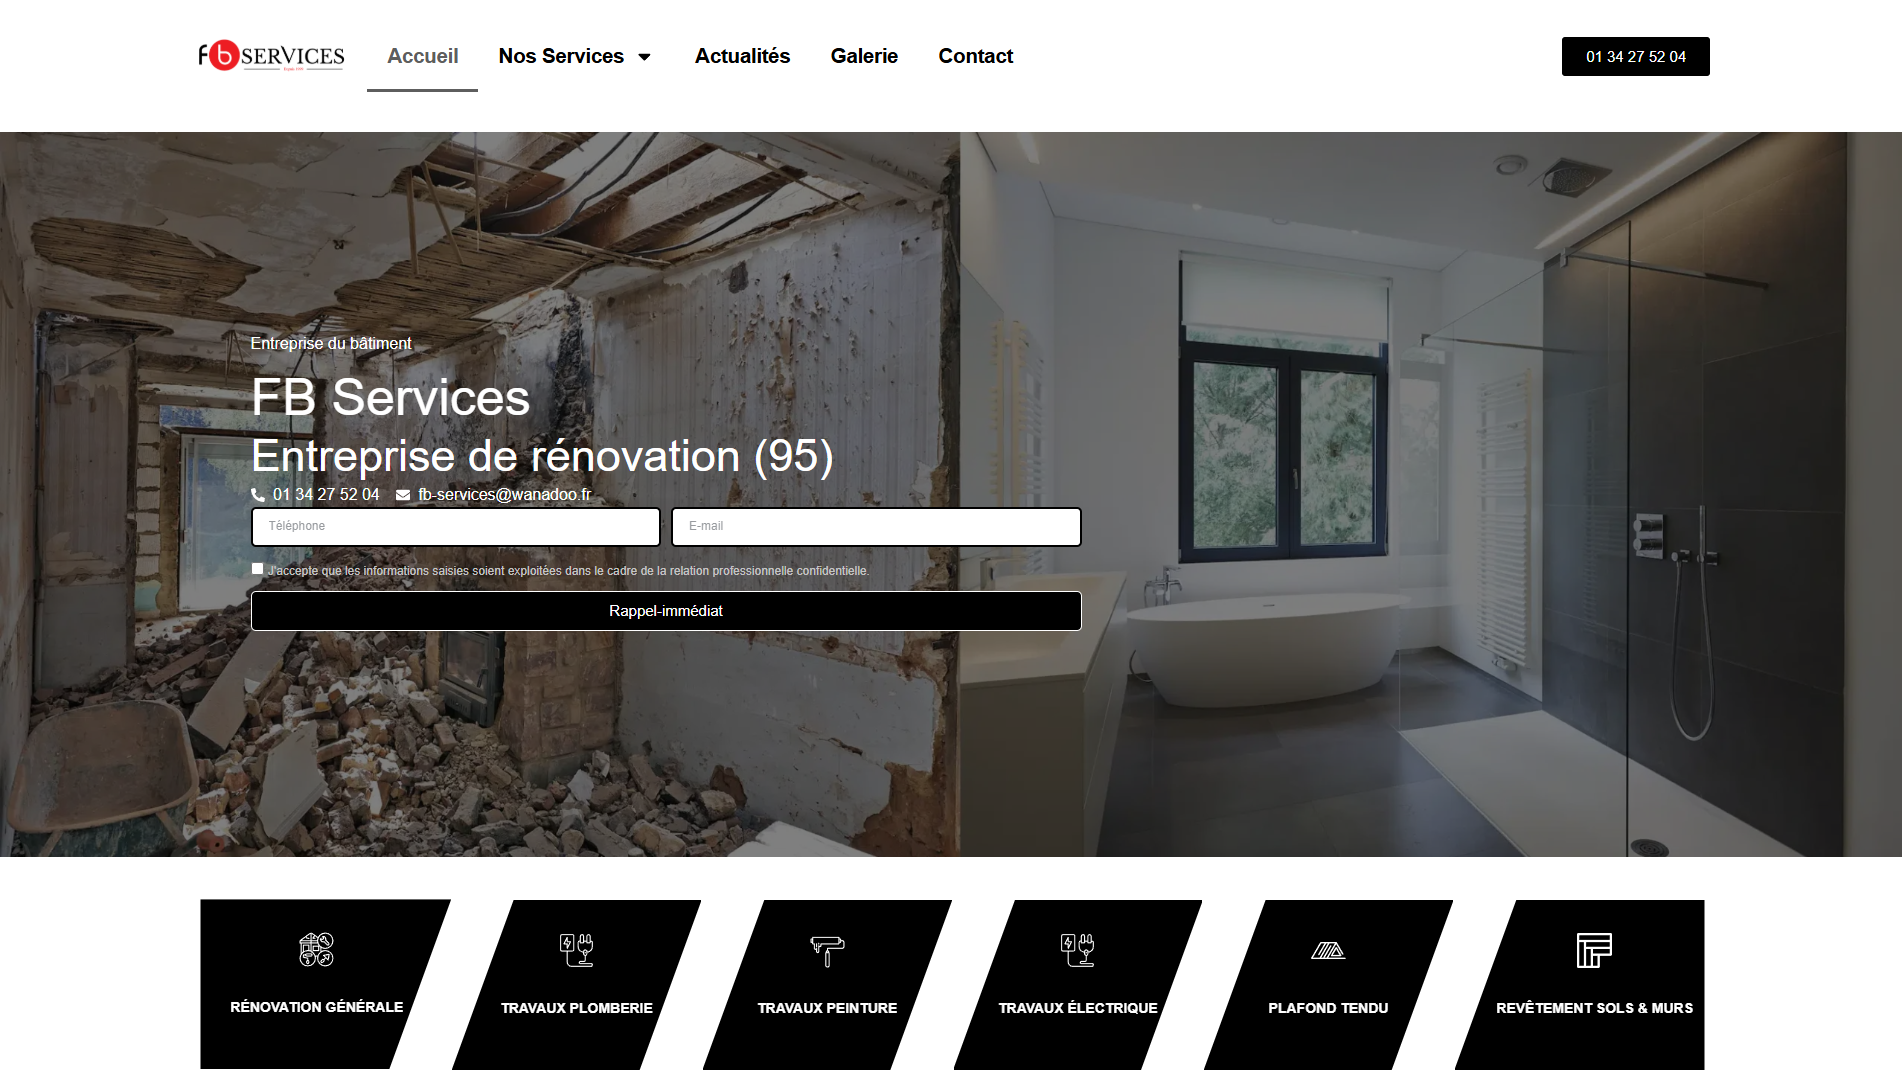 fb SERVICES
Accueil
Nos Services
Actualités
Galerie
Contact
01 34 27 52 04
Entreprise du bâtiment
FB Services
Entreprise de rénovation (95)
01 34 27 52 04 fb-services@wanadoo.fr
Téléphone
E-mail
J'accepte que les informations saisies soient exploitées dans le cadre de la relation professionnelle confidentielle.
Rappel-immédiat
RÉNOVATION GÉNÉRALE
TRAVAUX PLOMBERIE
TRAVAUX PEINTURE
TRAVAUX ÉLECTRIQUE
PLAFOND TENDU
REVÊTEMENT SOLS & MURS